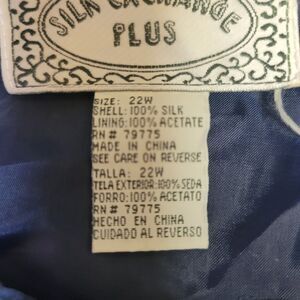 SILK EXCHANGE
PLUS
SIZE: 22W
SHELL: 100% SILK
LINING: 100% ACETATE
RN # 79775
MADE IN CHINA
SEE CARE ON REVERSE
TALLA: 22W
TELA EXTERIOR: 100% SEDA
FORRO: 100% ACETATO
RN # 79775
HECHO EN CHINA
CUIDADO AL REVERSO